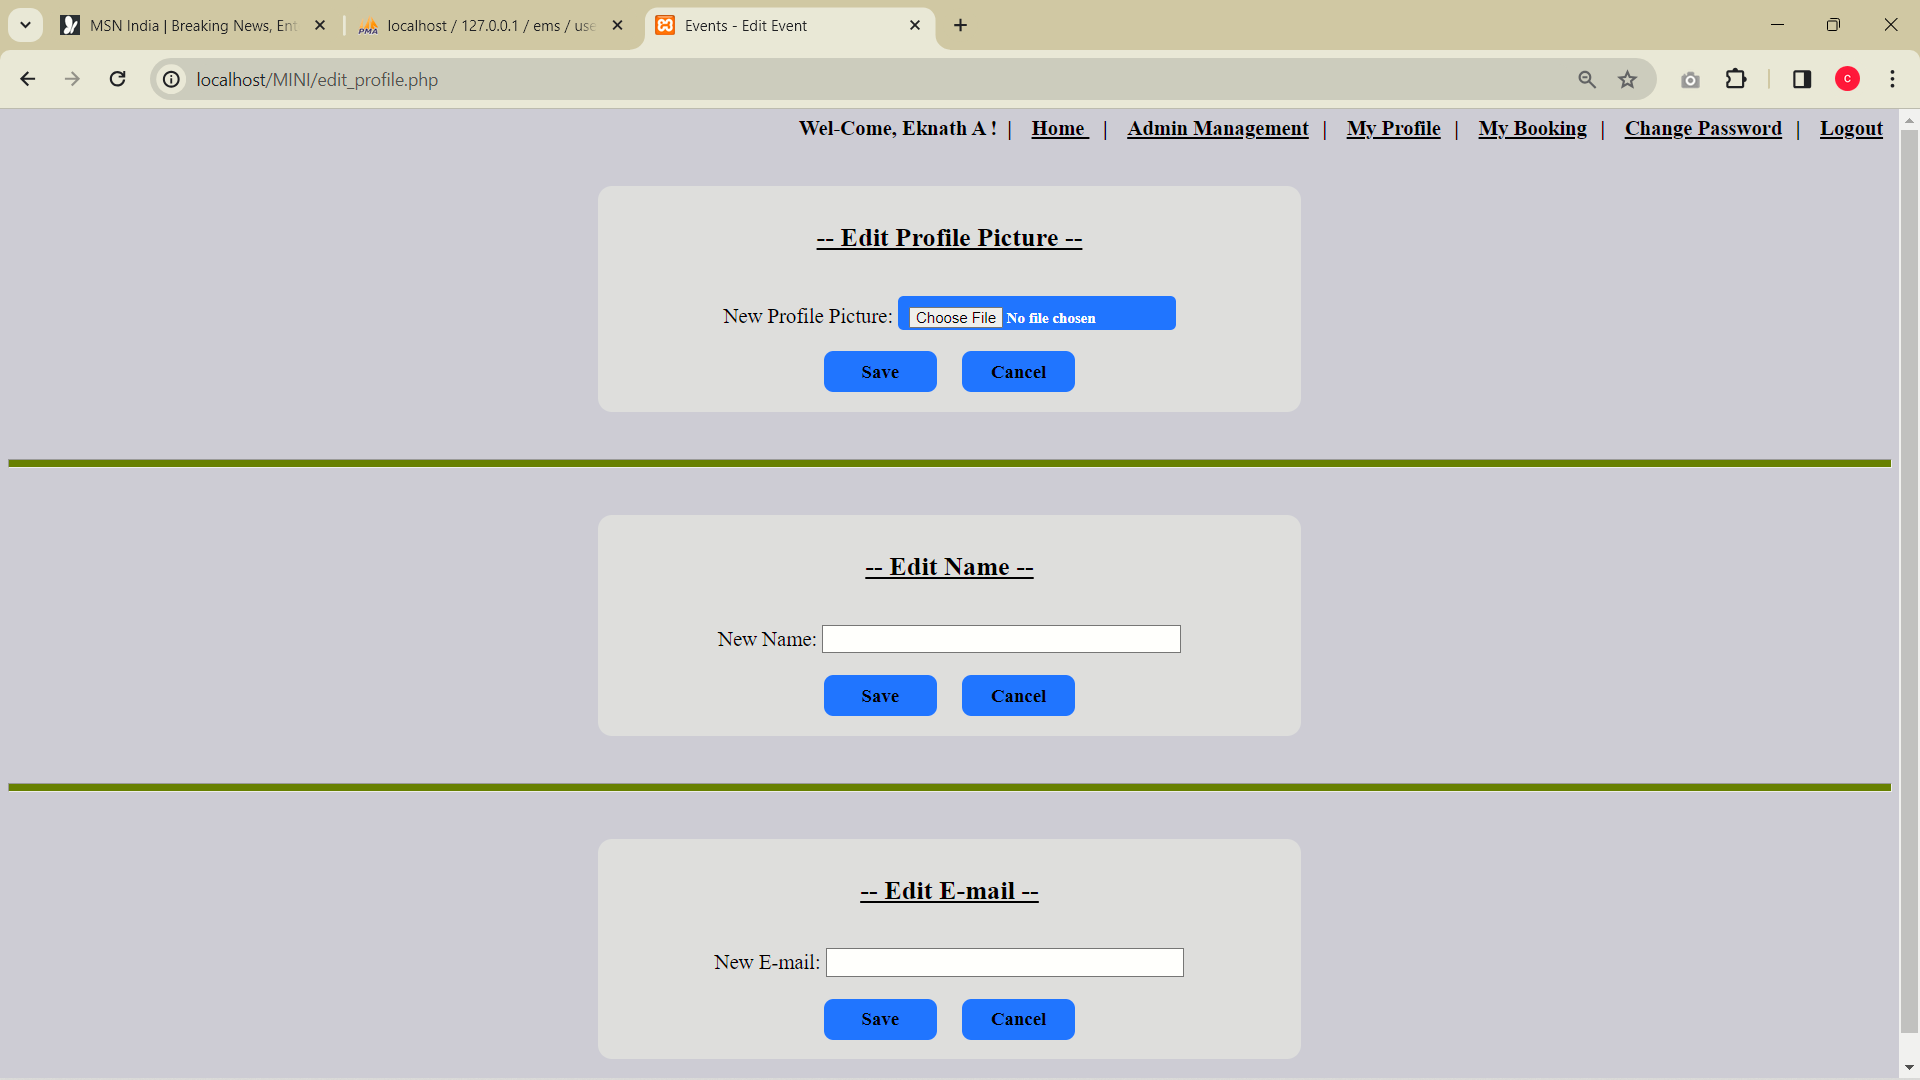 MSN India | Breaking News, Ent
localhost / 127.0.0.1 / ems / use
Events - Edit Event
localhost/MINI/edit_profile.php
C
Wel-Come, Eknath A ! | Home | Admin Management | My Profile | My Booking | Change Password | Logout
-- Edit Profile Picture --
New Profile Picture: Choose File No file chosen
Save Cancel
-- Edit Name --
New Name:
Save Cancel
-- Edit E-mail --
New E-mail:
Save Cancel